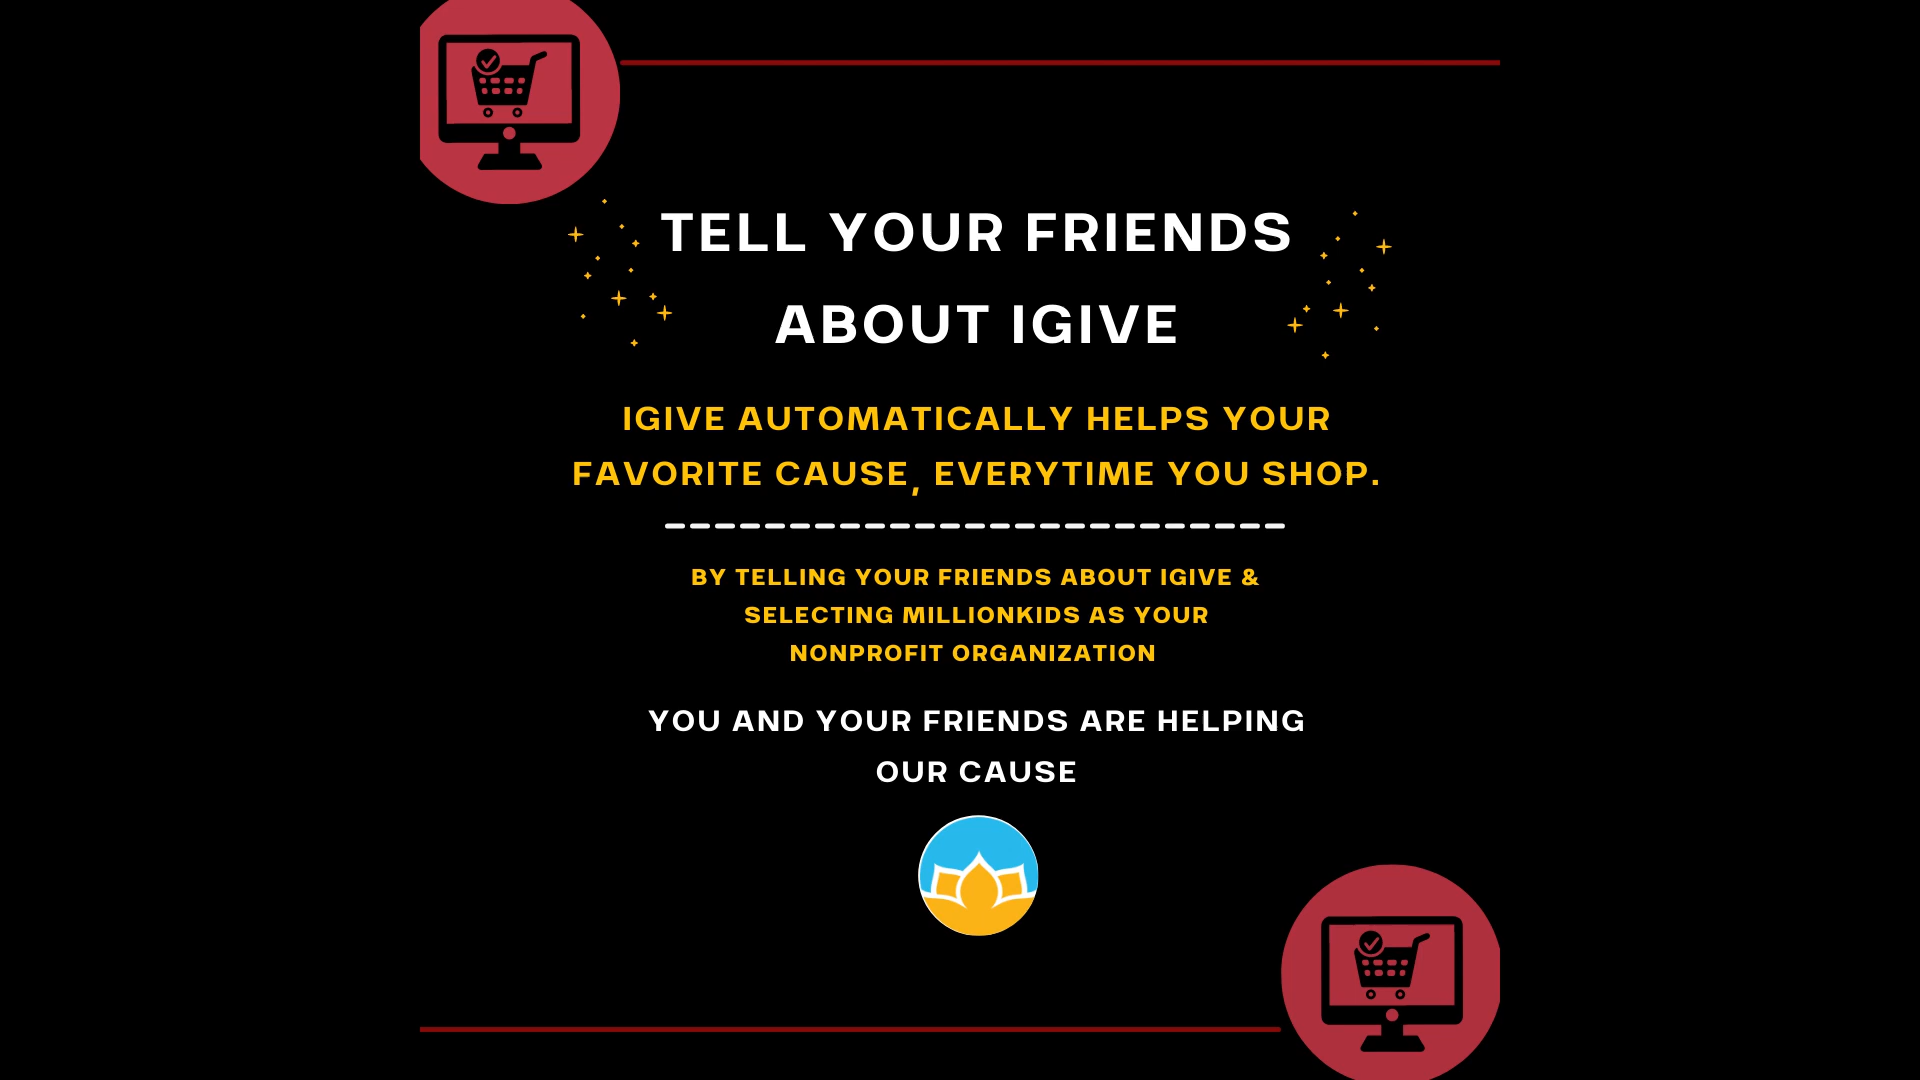 TELL YOUR FRIENDS
ABOUT IGIVE
IGIVE AUTOMATICALLY HELPS YOUR
FAVORITE CAUSE, EVERYTIME YOU SHOP.
BY TELLING YOUR FRIENDS ABOUT IGIVE &
SELECTING MILLIONKIDS AS YOUR
NONPROFIT ORGANIZATION
YOU AND YOUR FRIENDS ARE HELPING
OUR CAUSE